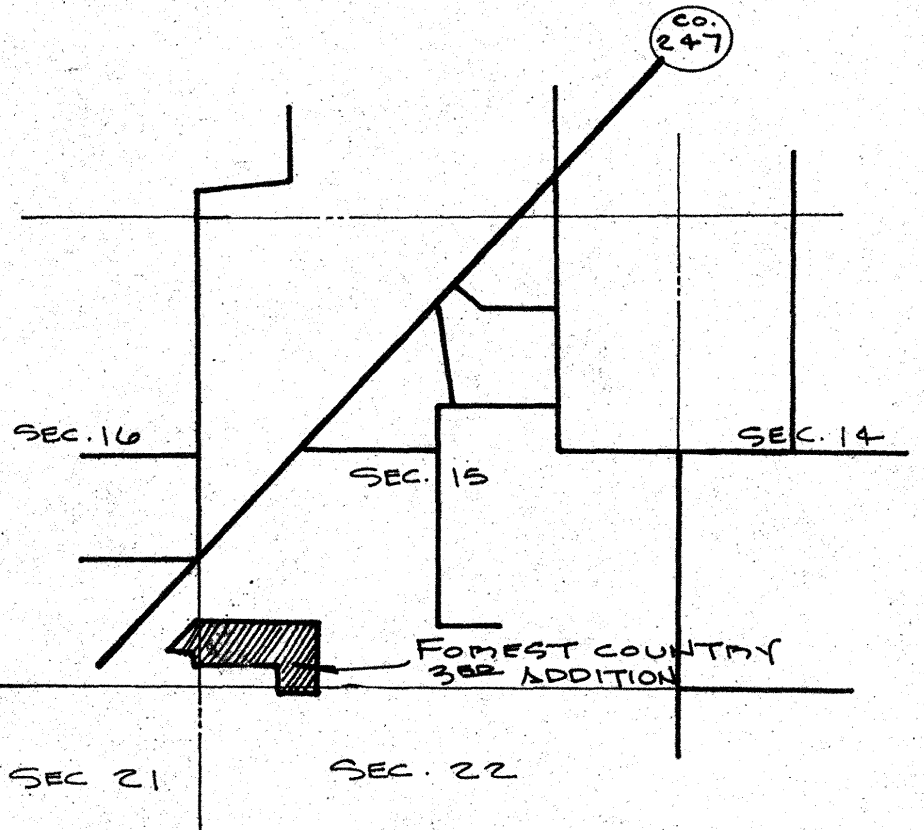 CO.
247
SEC. 16
SEC. 14
SEC. 15
FOREST COUNTRY
3RD ADDITION
SEC 21
SEC. 22